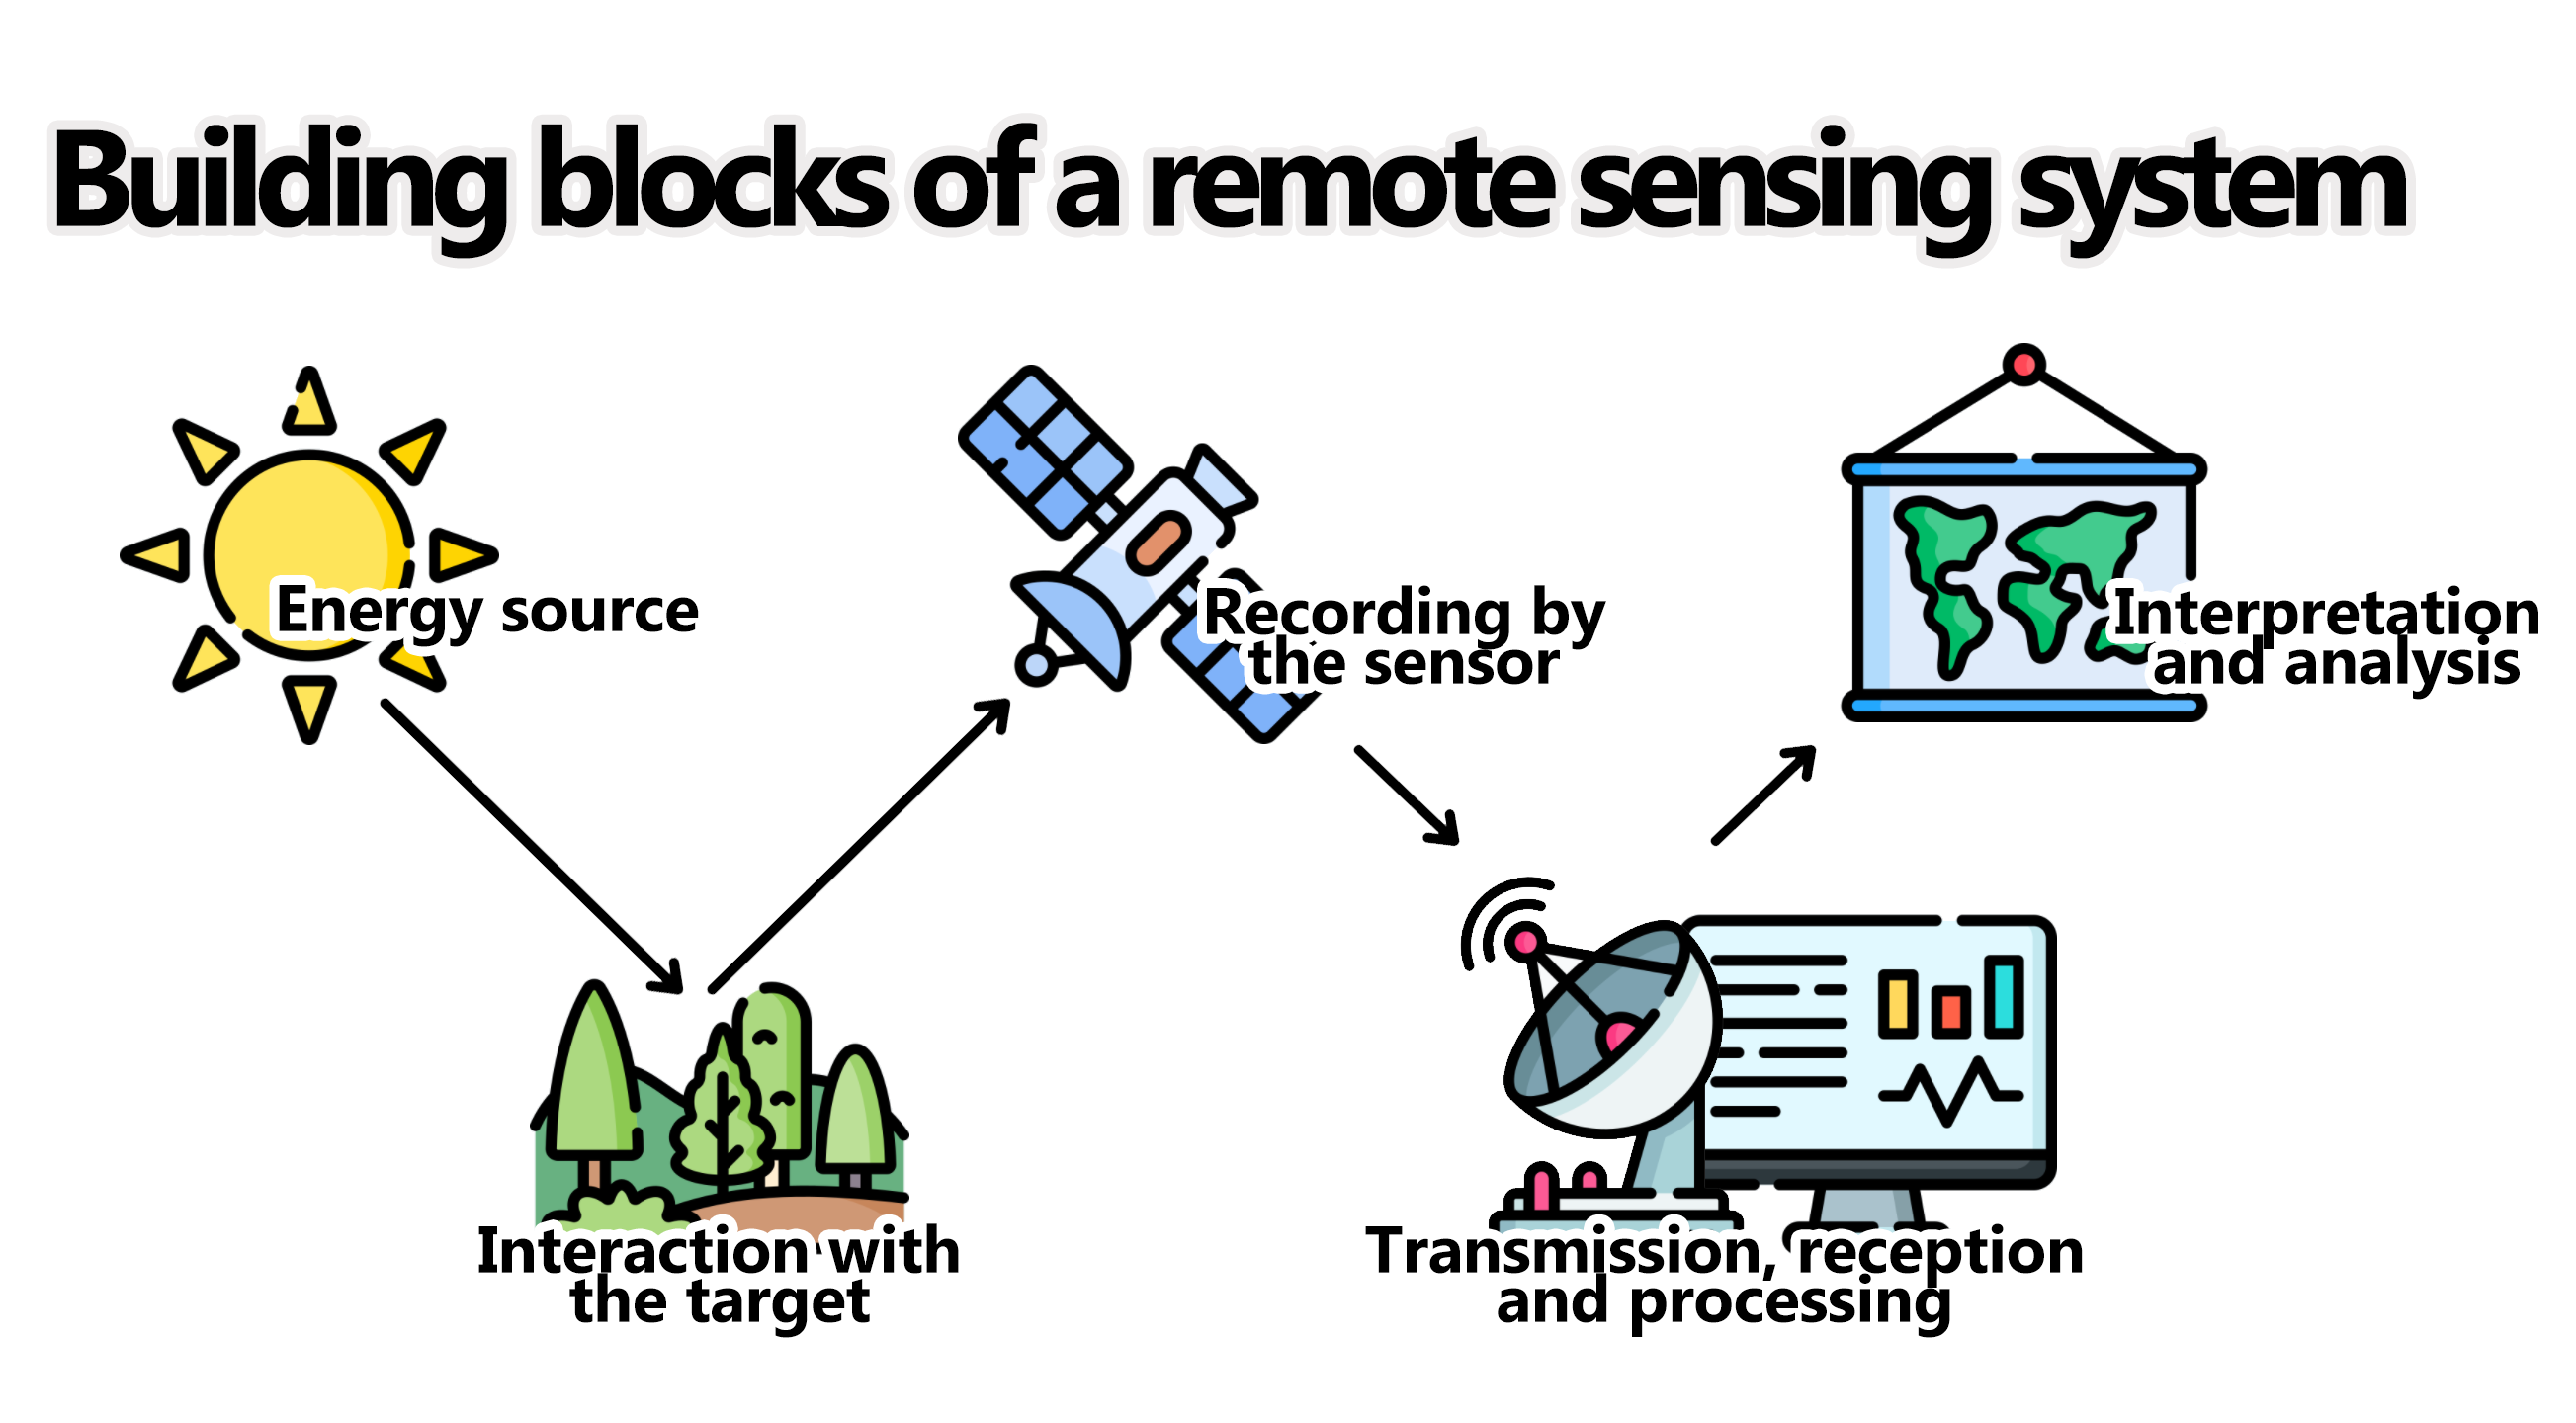 Building blocks of a remote sensing system
Energy source
Recording by
the sensor
Interpretation
and analysis
Interaction with
the target
Transmission, reception
and processing